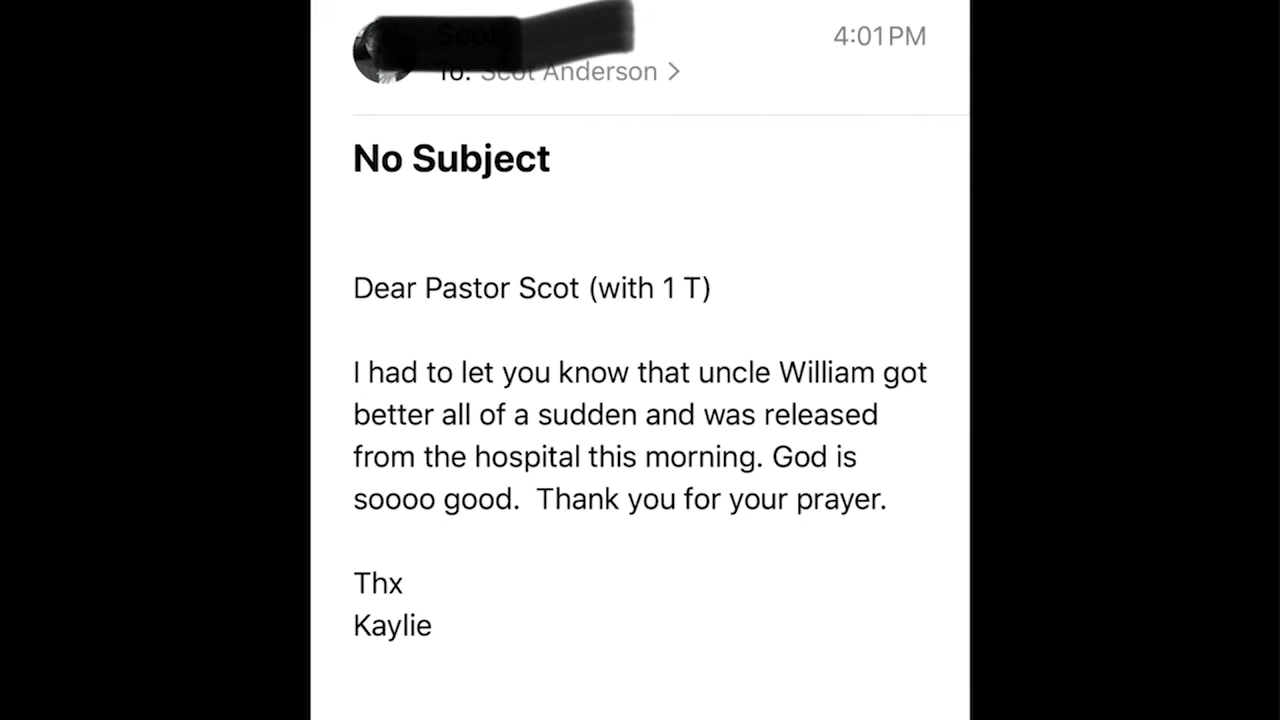 4:01 PM
To: Scot Anderson >
No Subject
Dear Pastor Scot (with 1 T)
I had to let you know that uncle William got
better all of a sudden and was released
from the hospital this morning. God is
soooo good.  Thank you for your prayer.
Thx
Kaylie